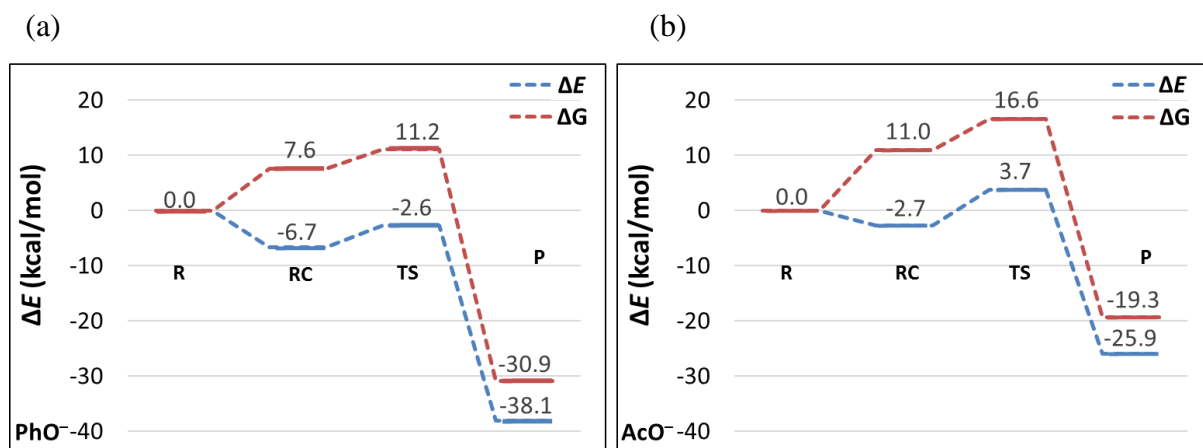 (a)
ΔE (kcal/mol)
20
10
0
-10
-20
-30
-40
ΔE
ΔG
0.0
7.6
11.2
-6.7
-2.6
-30.9
-38.1
R
RC
TS
P
PhO⁻
(b)
ΔE (kcal/mol)
20
10
0
-10
-20
-30
-40
ΔE
ΔG
0.0
11.0
16.6
-2.7
3.7
-19.3
-25.9
R
RC
TS
P
AcO⁻